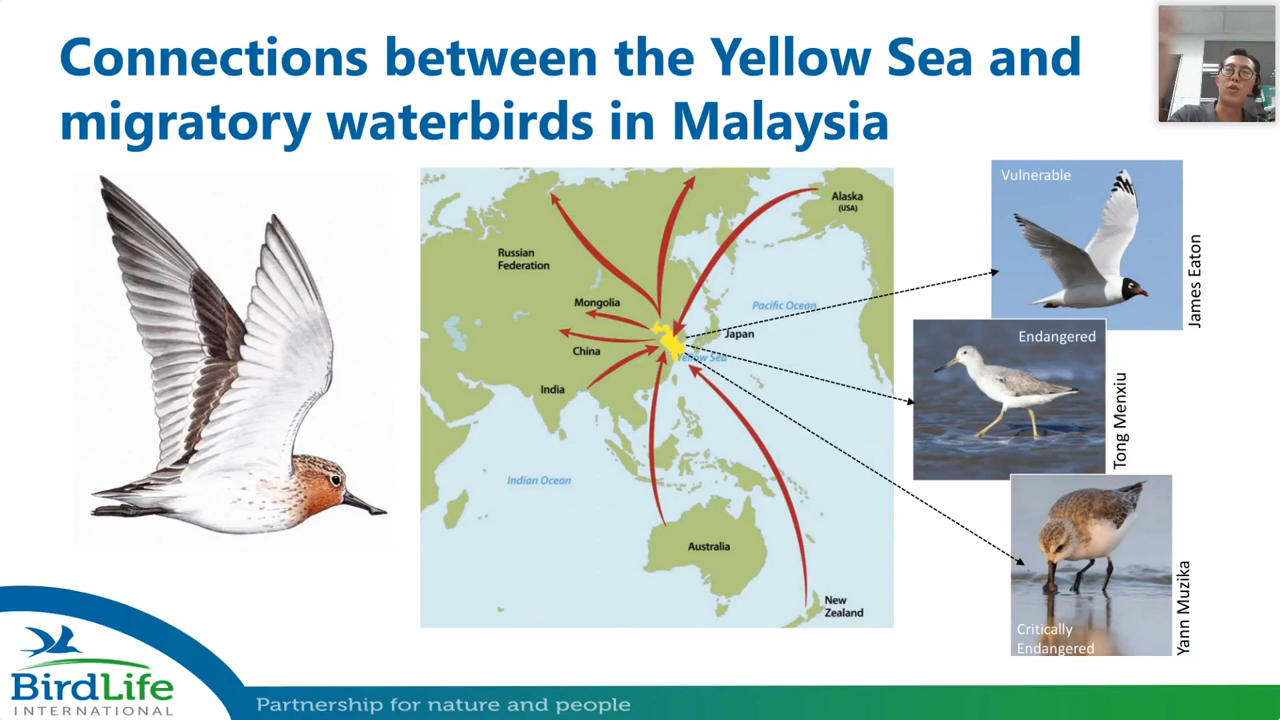 Connections between the Yellow Sea and
migratory waterbirds in Malaysia
Alaska
(USA)
Russian
Federation
Mongolia
Pacific Ocean
Japan
China
Yellow Sea
India
Indian Ocean
Australia
New
Zealand
Vulnerable
James Eaton
Endangered
Tong Menxiu
Critically
Endangered
Yann Muzika
BirdLife
INTERNATIONAL
Partnership for nature and people